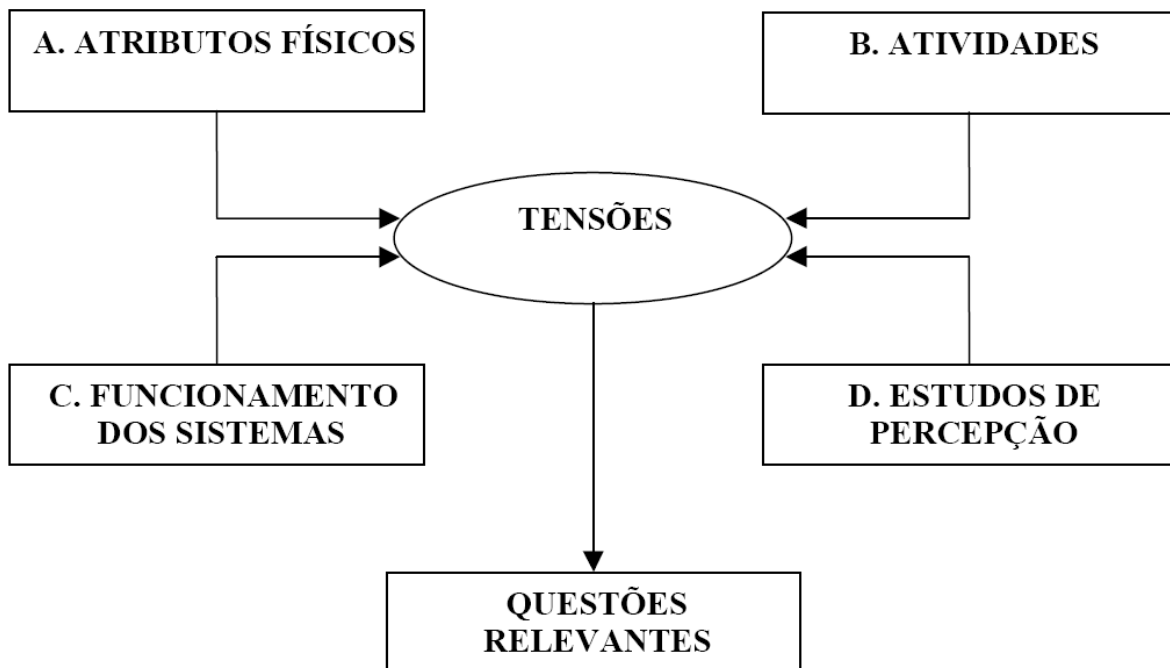 A. ATRIBUTOS FÍSICOS
B. ATIVIDADES
TENSÕES
C. FUNCIONAMENTO
DOS SISTEMAS
D. ESTUDOS DE
PERCEPÇÃO
QUESTÕES
RELEVANTES